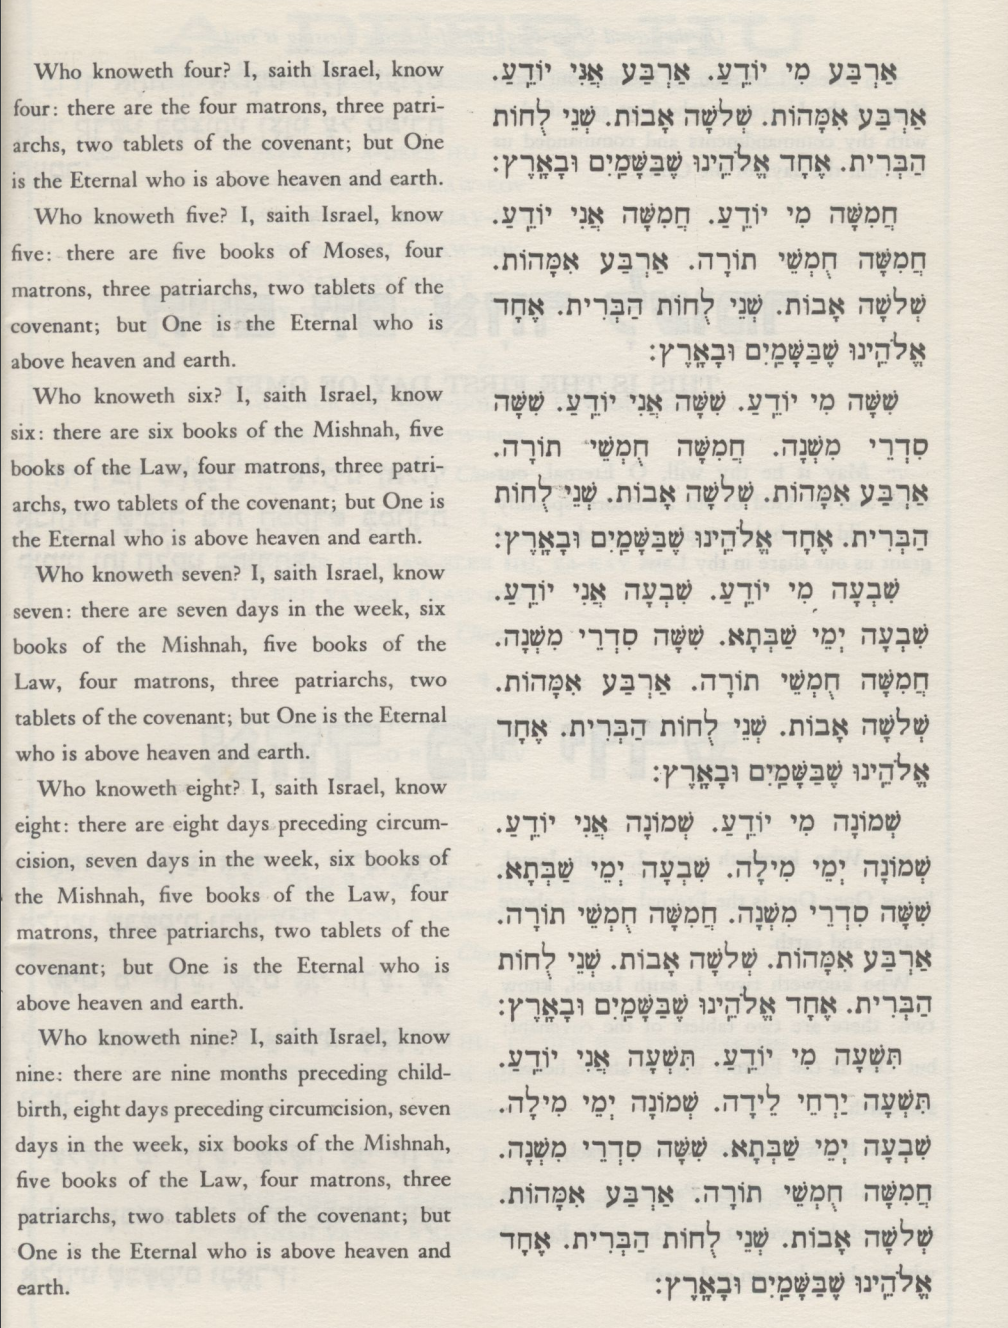 Who knoweth four? I, saith Israel, know
four: there are the four matrons, three patri-
archs, two tablets of the covenant; but One
is the Eternal who is above heaven and earth.
Who knoweth five? I, saith Israel, know
five: there are five books of Moses, four
matrons, three patriarchs, two tablets of the
covenant; but One is the Eternal who is
above heaven and earth.
Who knoweth six? I, saith Israel, know
six: there are six books of the Mishnah, five
books of the Law, four matrons, three patri-
archs, two tablets of the covenant; but One is
the Eternal who is above heaven and earth.
Who knoweth seven? I, saith Israel, know
seven: there are seven days in the week, six
books of the Mishnah, five books of the
Law, four matrons, three patriarchs, two
tablets of the covenant; but One is the Eternal
who is above heaven and earth.
Who knoweth eight? I, saith Israel, know
eight: there are eight days preceding circum-
cision, seven days in the week, six books of
the Mishnah, five books of the Law, four
matrons, three patriarchs, two tablets of the
covenant; but One is the Eternal who is
above heaven and earth.
Who knoweth nine? I, saith Israel, know
nine: there are nine months preceding child-
birth, eight days preceding circumcision, seven
days in the week, six books of the Mishnah,
five books of the Law, four matrons, three
patriarchs, two tablets of the covenant; but
One is the Eternal who is above heaven and
earth.
אַרְבַּע מִי יוֹדֵֽעַ. אַרְבַּע אֲנִי יוֹדֵֽעַ.
אַרְבַּע אִמָּהוֹת. שְׁלשָׁה אָבוֹת. שְׁנֵי לֻחוֹת
הַבְּרִית. אֶחָד אֱלֹהֵֽינוּ שֶׁבַּשָּׁמַֽיִם וּבָאָֽרֶץ:
חֲמִשָּׁה מִי יוֹדֵֽעַ. חֲמִשָּׁה אֲנִי יוֹדֵֽעַ.
חֲמִשָּׁה חֻמְשֵׁי תוֹרָה. אַרְבַּע אִמָּהוֹת.
שְׁלשָׁה אָבוֹת. שְׁנֵי לֻחוֹת הַבְּרִית. אֶחָד
אֱלֹהֵֽינוּ שֶׁבַּשָּׁמַֽיִם וּבָאָֽרֶץ:
שִׁשָּׁה מִי יוֹדֵֽעַ. שִׁשָּׁה אֲנִי יוֹדֵֽעַ. שִׁשָּׁה
סִדְרֵי מִשְׁנָה. חֲמִשָּׁה חֻמְשֵׁי תוֹרָה.
אַרְבַּע אִמָּהוֹת. שְׁלשָׁה אָבוֹת. שְׁנֵי לֻחוֹת
הַבְּרִית. אֶחָד אֱלֹהֵֽינוּ שֶׁבַּשָּׁמַֽיִם וּבָאָֽרֶץ:
שִׁבְעָה מִי יוֹדֵֽעַ. שִׁבְעָה אֲנִי יוֹדֵֽעַ.
שִׁבְעָה יְמֵי שַׁבְּתָא. שִׁשָּׁה סִדְרֵי מִשְׁנָה.
חֲמִשָּׁה חֻמְשֵׁי תוֹרָה. אַרְבַּע אִמָּהוֹת.
שְׁלשָׁה אָבוֹת. שְׁנֵי לֻחוֹת הַבְּרִית. אֶחָד
אֱלֹהֵֽינוּ שֶׁבַּשָּׁמַֽיִם וּבָאָֽרֶץ:
שְׁמוֹנָה מִי יוֹדֵֽעַ. שְׁמוֹנָה אֲנִי יוֹדֵֽעַ.
שְׁמוֹנָה יְמֵי מִילָה. שִׁבְעָה יְמֵי שַׁבְּתָא.
שִׁשָּׁה סִדְרֵי מִשְׁנָה. חֲמִשָּׁה חֻמְשֵׁי תוֹרָה.
אַרְבַּע אִמָּהוֹת. שְׁלשָׁה אָבוֹת. שְׁנֵי לֻחוֹת
הַבְּרִית. אֶחָד אֱלֹהֵֽינוּ שֶׁבַּשָּׁמַֽיִם וּבָאָֽרֶץ:
תִּשְׁעָה מִי יוֹדֵֽעַ. תִּשְׁעָה אֲנִי יוֹדֵֽעַ.
תִּשְׁעָה יַרְחֵי לֵידָה. שְׁמוֹנָה יְמֵי מִילָה.
שִׁבְעָה יְמֵי שַׁבְּתָא. שִׁשָּׁה סִדְרֵי מִשְׁנָה.
חֲמִשָּׁה חֻמְשֵׁי תוֹרָה. אַרְבַּע אִמָּהוֹת.
שְׁלשָׁה אָבוֹת. שְׁנֵי לֻחוֹת הַבְּרִית. אֶחָד
אֱלֹהֵֽינוּ שֶׁבַּשָּׁמַֽיִם וּבָאָֽרֶץ: